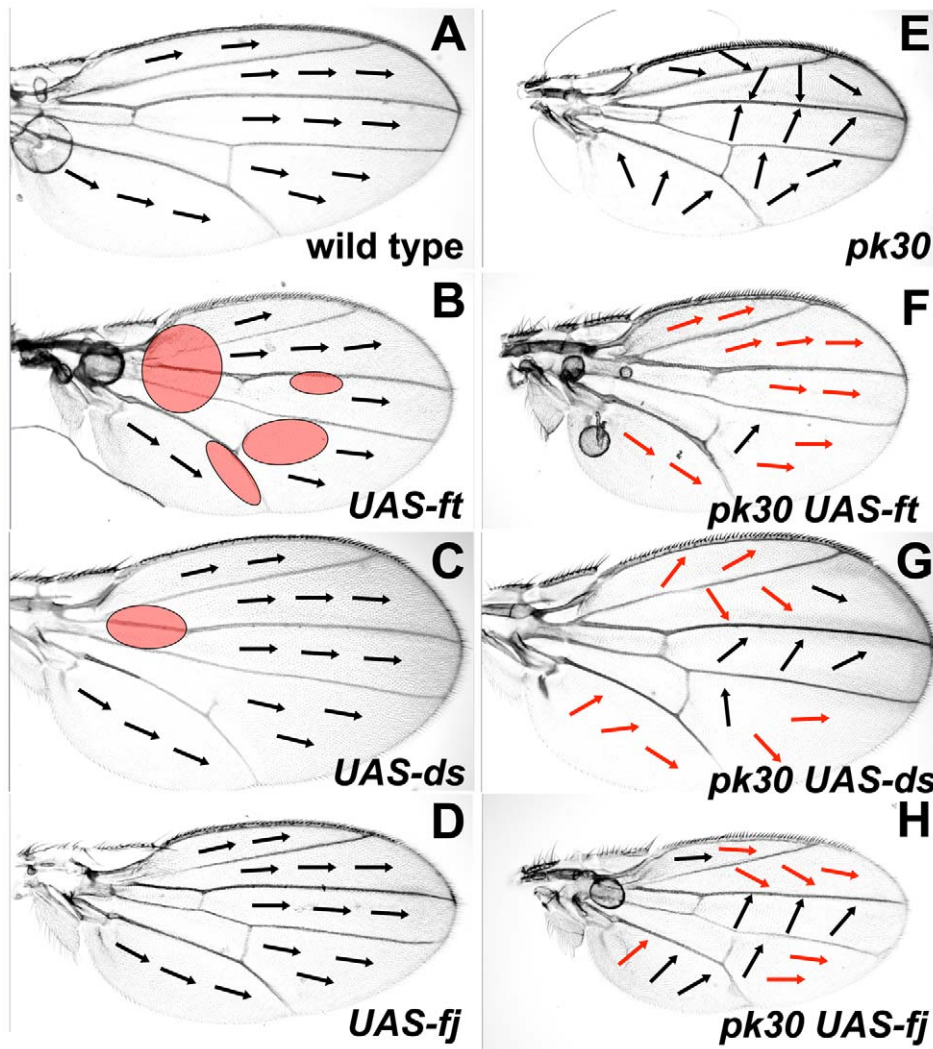 A
wild type
E
pk30
B
UAS-ft
F
pk30 UAS-ft
C
UAS-ds
G
pk30 UAS-ds
D
UAS-fj
H
pk30 UAS-fj